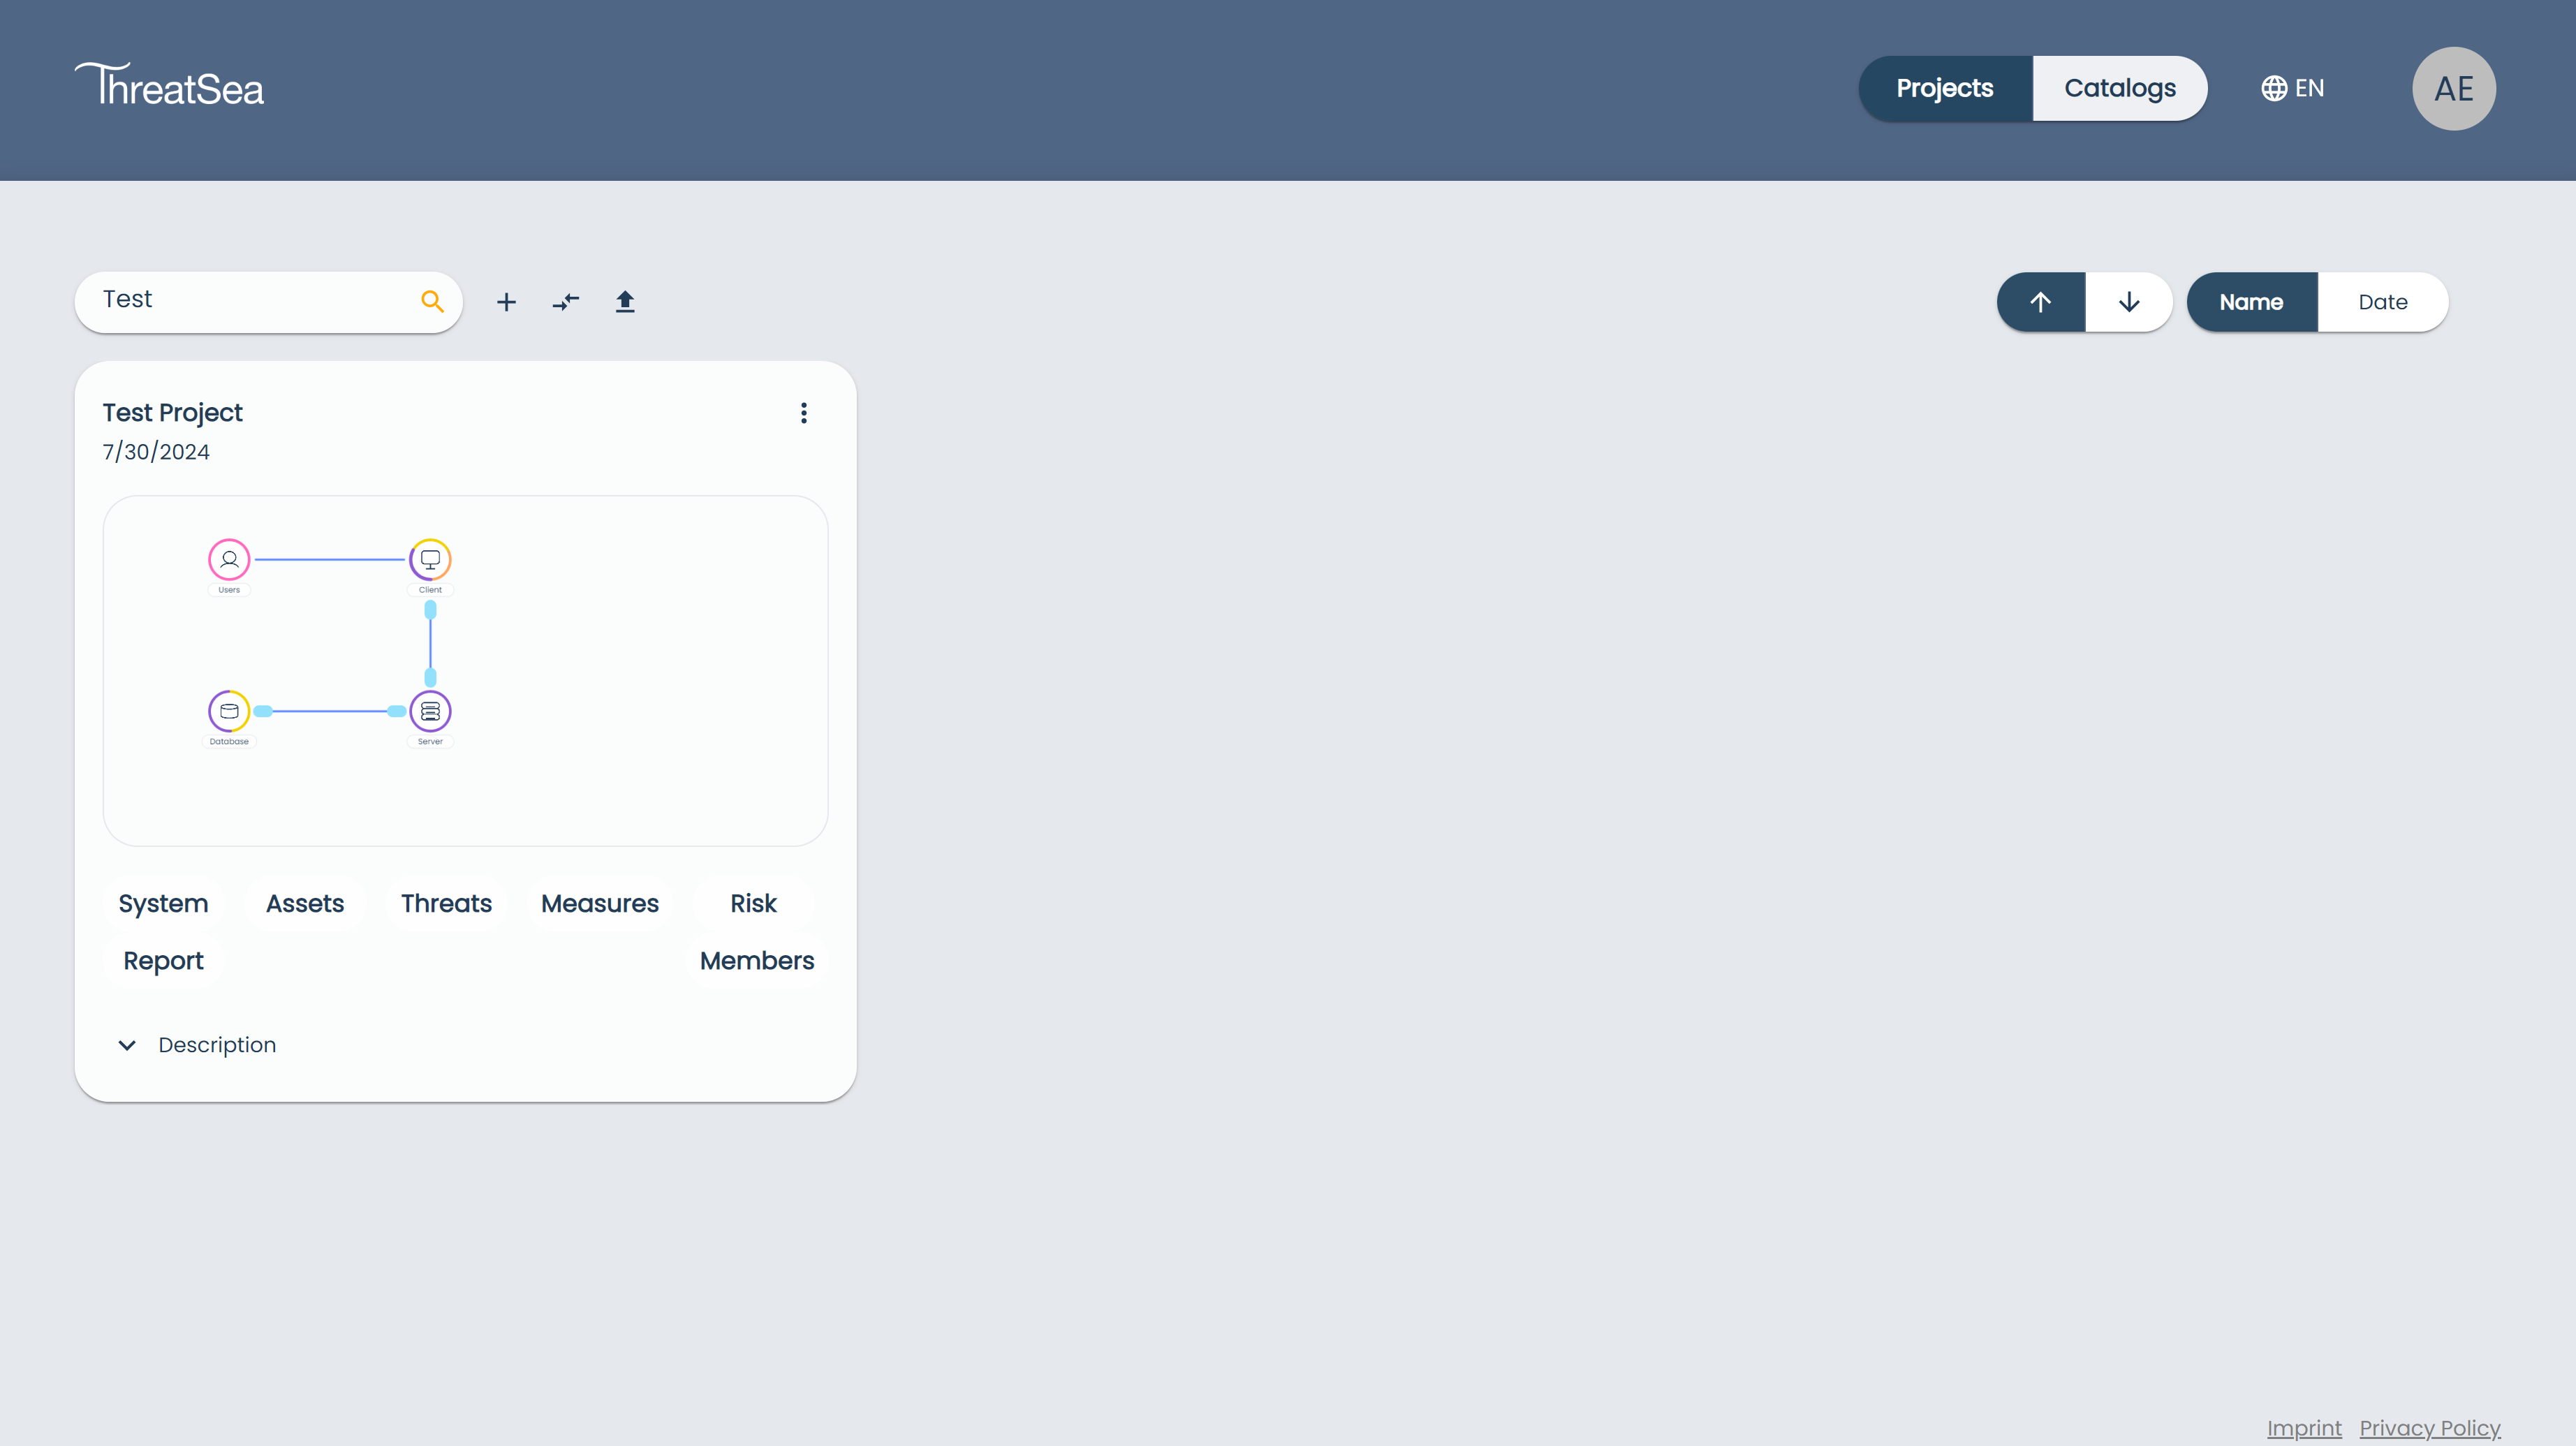 ThreatSea
Projects Catalogs EN AE
Test
Name Date
Test Project
7/30/2024
Users Client
Database Server
System Assets Threats Measures Risk
Report Members
Description
Imprint Privacy Policy